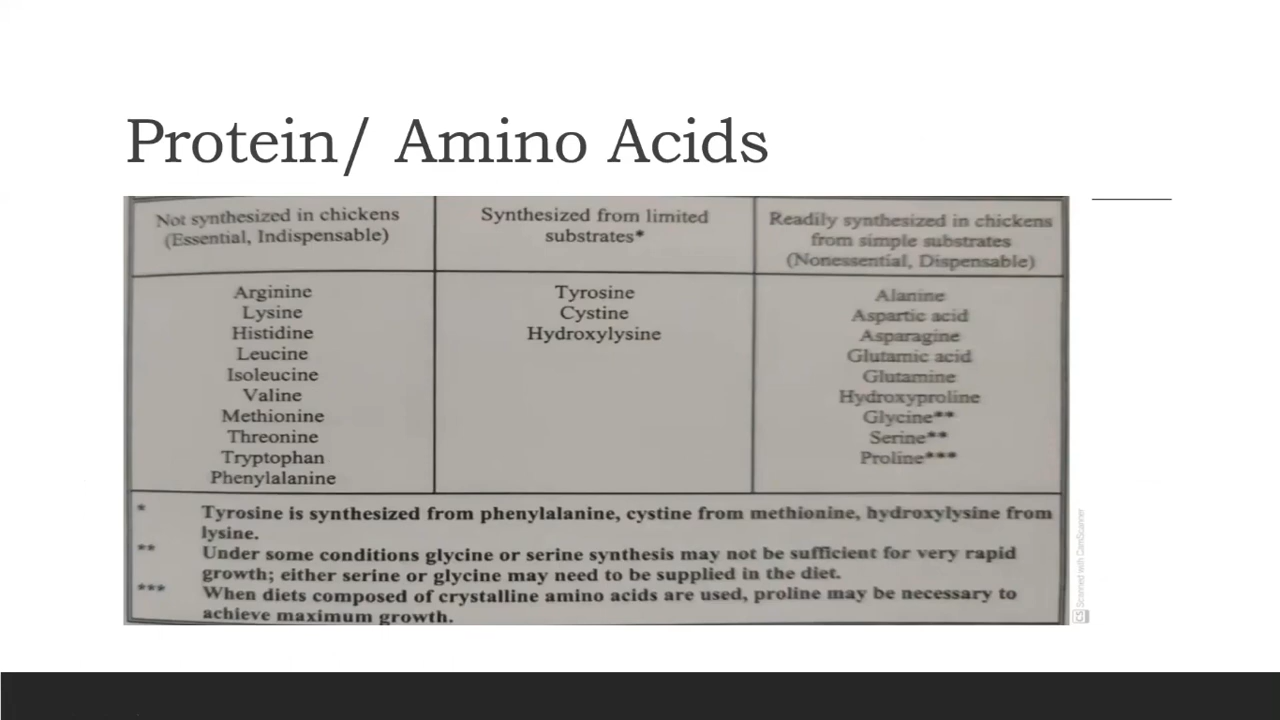 Protein/ Amino Acids
Not synthesized in chickens
(Essential, Indispensable)
Synthesized from limited
substrates*
Readily synthesized in chickens
from simple substrates
(Nonessential, Dispensable)
Arginine
Lysine
Histidine
Leucine
Isoleucine
Valine
Methionine
Threonine
Tryptophan
Phenylalanine
Tyrosine
Cystine
Hydroxylysine
Alanine
Aspartic acid
Asparagine
Glutamic acid
Glutamine
Hydroxyproline
Glycine**
Serine**
Proline***
* Tyrosine is synthesized from phenylalanine, cystine from methionine, hydroxylysine from
lysine.
** Under some conditions glycine or serine synthesis may not be sufficient for very rapid
growth; either serine or glycine may need to be supplied in the diet.
*** When diets composed of crystalline amino acids are used, proline may be necessary to
achieve maximum growth.
CS Scanned with CamScanner